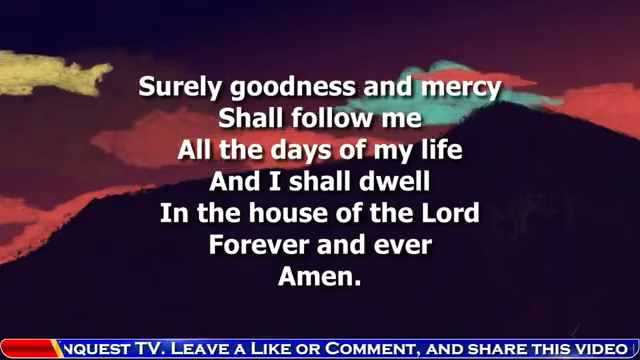 Surely goodness and mercy
Shall follow me
All the days of my life
And I shall dwell
In the house of the Lord
Forever and ever
Amen.
NQUEST TV. LEAVE A LIKE OR COMMENT, AND SHARE THIS VIDEO